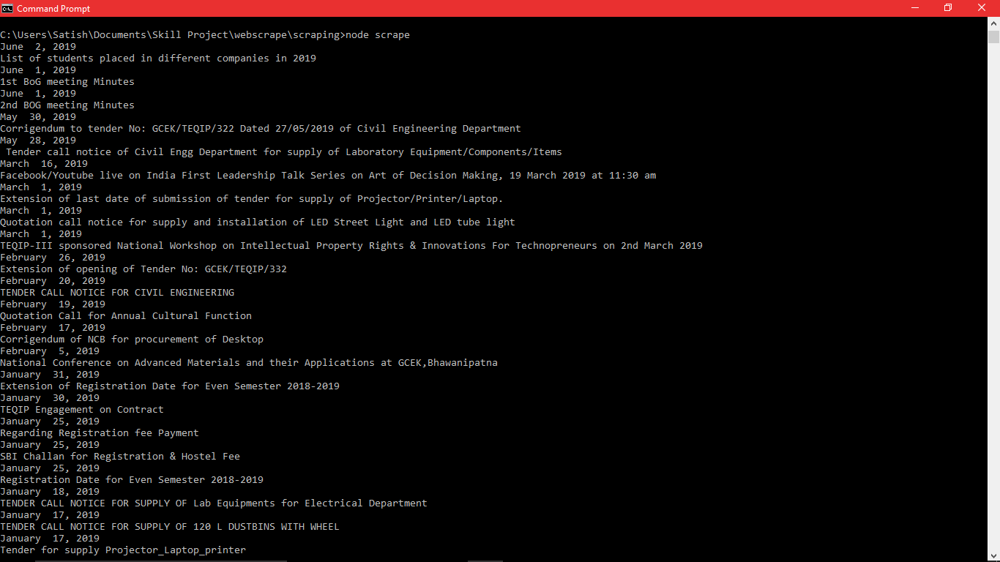 Command Prompt
C:\Users\Satish\Documents\Skill Project\webscrape\scraping>node scrape
June  2, 2019
List of students placed in different companies in 2019
June  1, 2019
1st BoG meeting Minutes
June  1, 2019
2nd BOG meeting Minutes
May  30, 2019
Corrigendum to tender No: GCEK/TEQIP/322 Dated 27/05/2019 of Civil Engineering Department
May  28, 2019
 Tender call notice of Civil Engg Department for supply of Laboratory Equipment/Components/Items
March  16, 2019
Facebook/Youtube live on India First Leadership Talk Series on Art of Decision Making, 19 March 2019 at 11:30 am
March  1, 2019
Extension of last date of submission of tender for supply of Projector/Printer/Laptop.
March  1, 2019
Quotation call notice for supply and installation of LED Street Light and LED tube light
March  1, 2019
TEQIP-III sponsored National Workshop on Intellectual Property Rights & Innovations For Technopreneurs on 2nd March 2019
February  26, 2019
Extension of opening of Tender No: GCEK/TEQIP/332
February  20, 2019
TENDER CALL NOTICE FOR CIVIL ENGINEERING
February  19, 2019
Quotation Call for Annual Cultural Function
February  17, 2019
Corrigendum of NCB for procurement of Desktop
February  5, 2019
National Conference on Advanced Materials and their Applications at GCEK,Bhawanipatna
January  31, 2019
Extension of Registration Date for Even Semester 2018-2019
January  30, 2019
TEQIP Engagement on Contract
January  25, 2019
Regarding Registration fee Payment
January  25, 2019
SBI Challan for Registration & Hostel Fee
January  25, 2019
Registration Date for Even Semester 2018-2019
January  18, 2019
TENDER CALL NOTICE FOR SUPPLY OF Lab Equipments for Electrical Department
January  17, 2019
TENDER CALL NOTICE FOR SUPPLY OF 120 L DUSTBINS WITH WHEEL
January  17, 2019
Tender for supply Projector_Laptop_printer